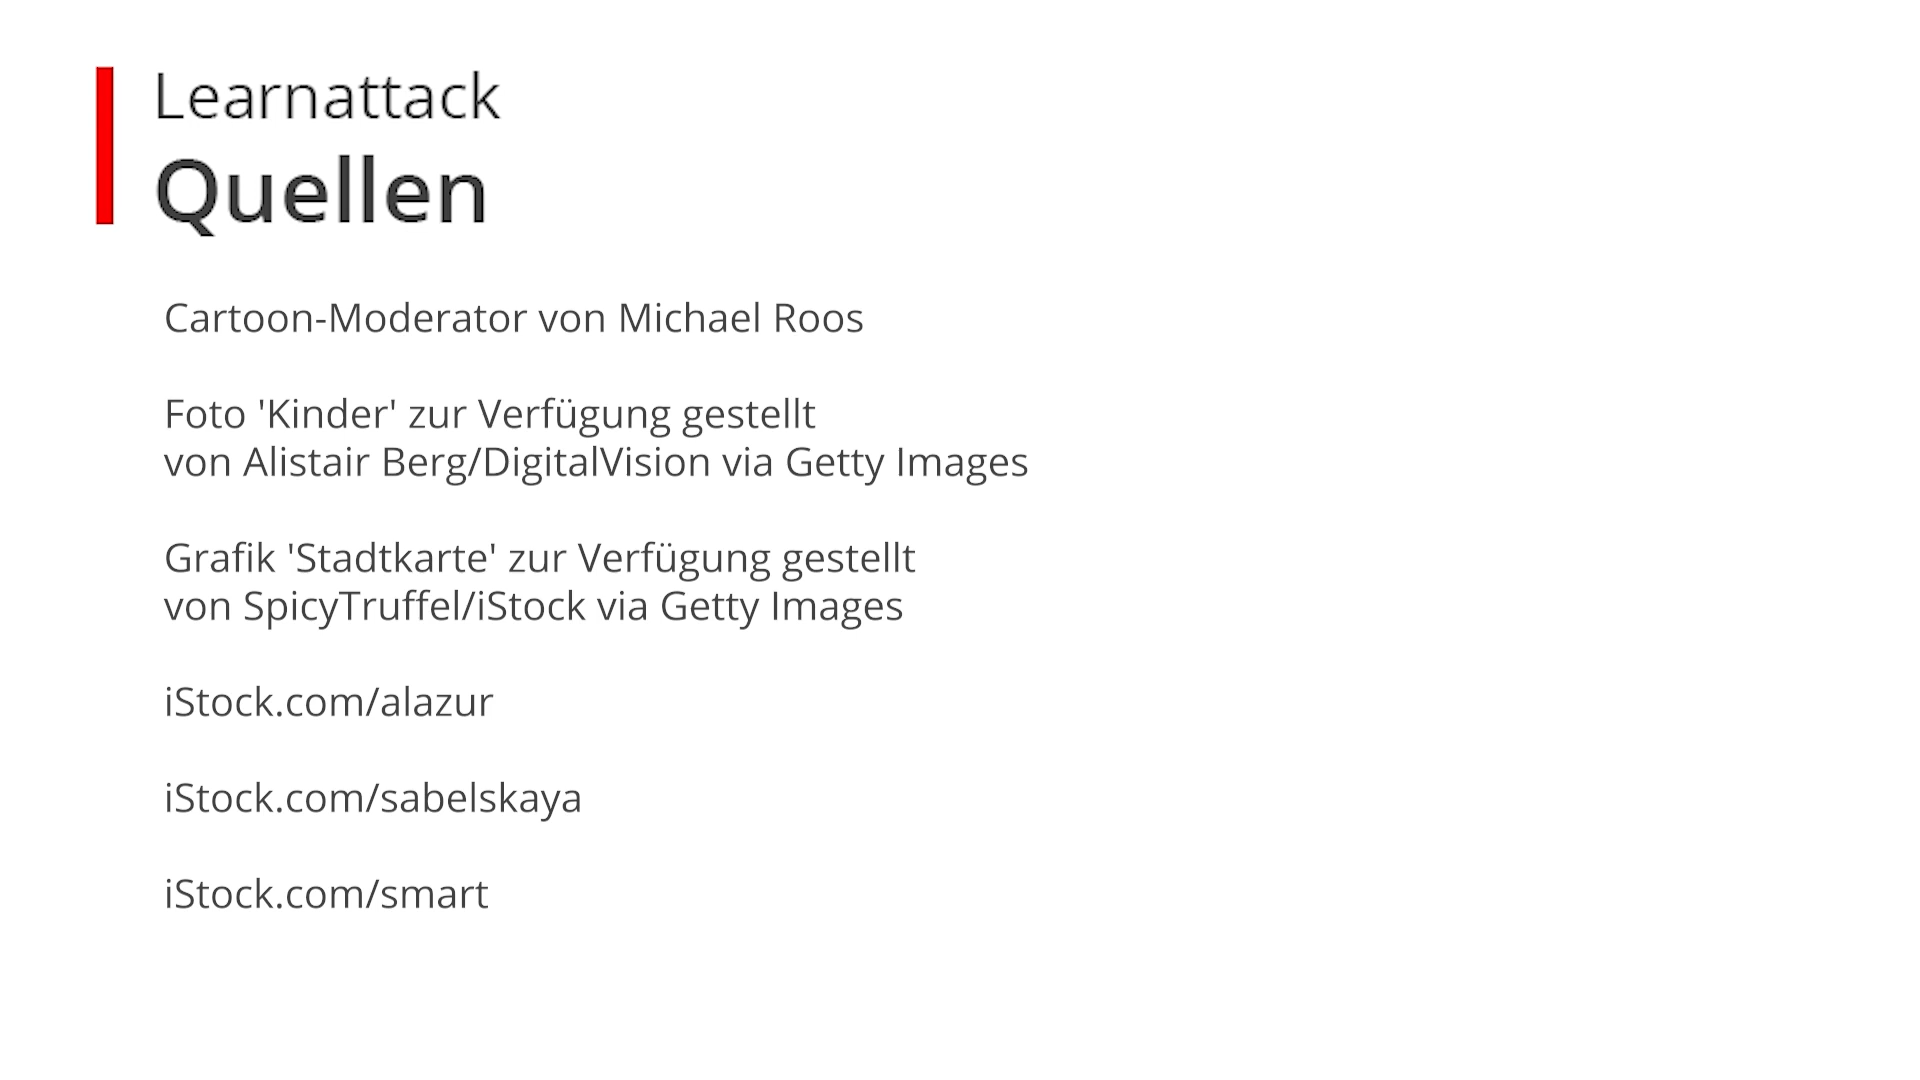 Learnattack
Quellen
Cartoon-Moderator von Michael Roos
Foto 'Kinder' zur Verfügung gestellt
von Alistair Berg/DigitalVision via Getty Images
Grafik 'Stadtkarte' zur Verfügung gestellt
von SpicyTruffel/iStock via Getty Images
iStock.com/alazur
iStock.com/sabelskaya
iStock.com/smart